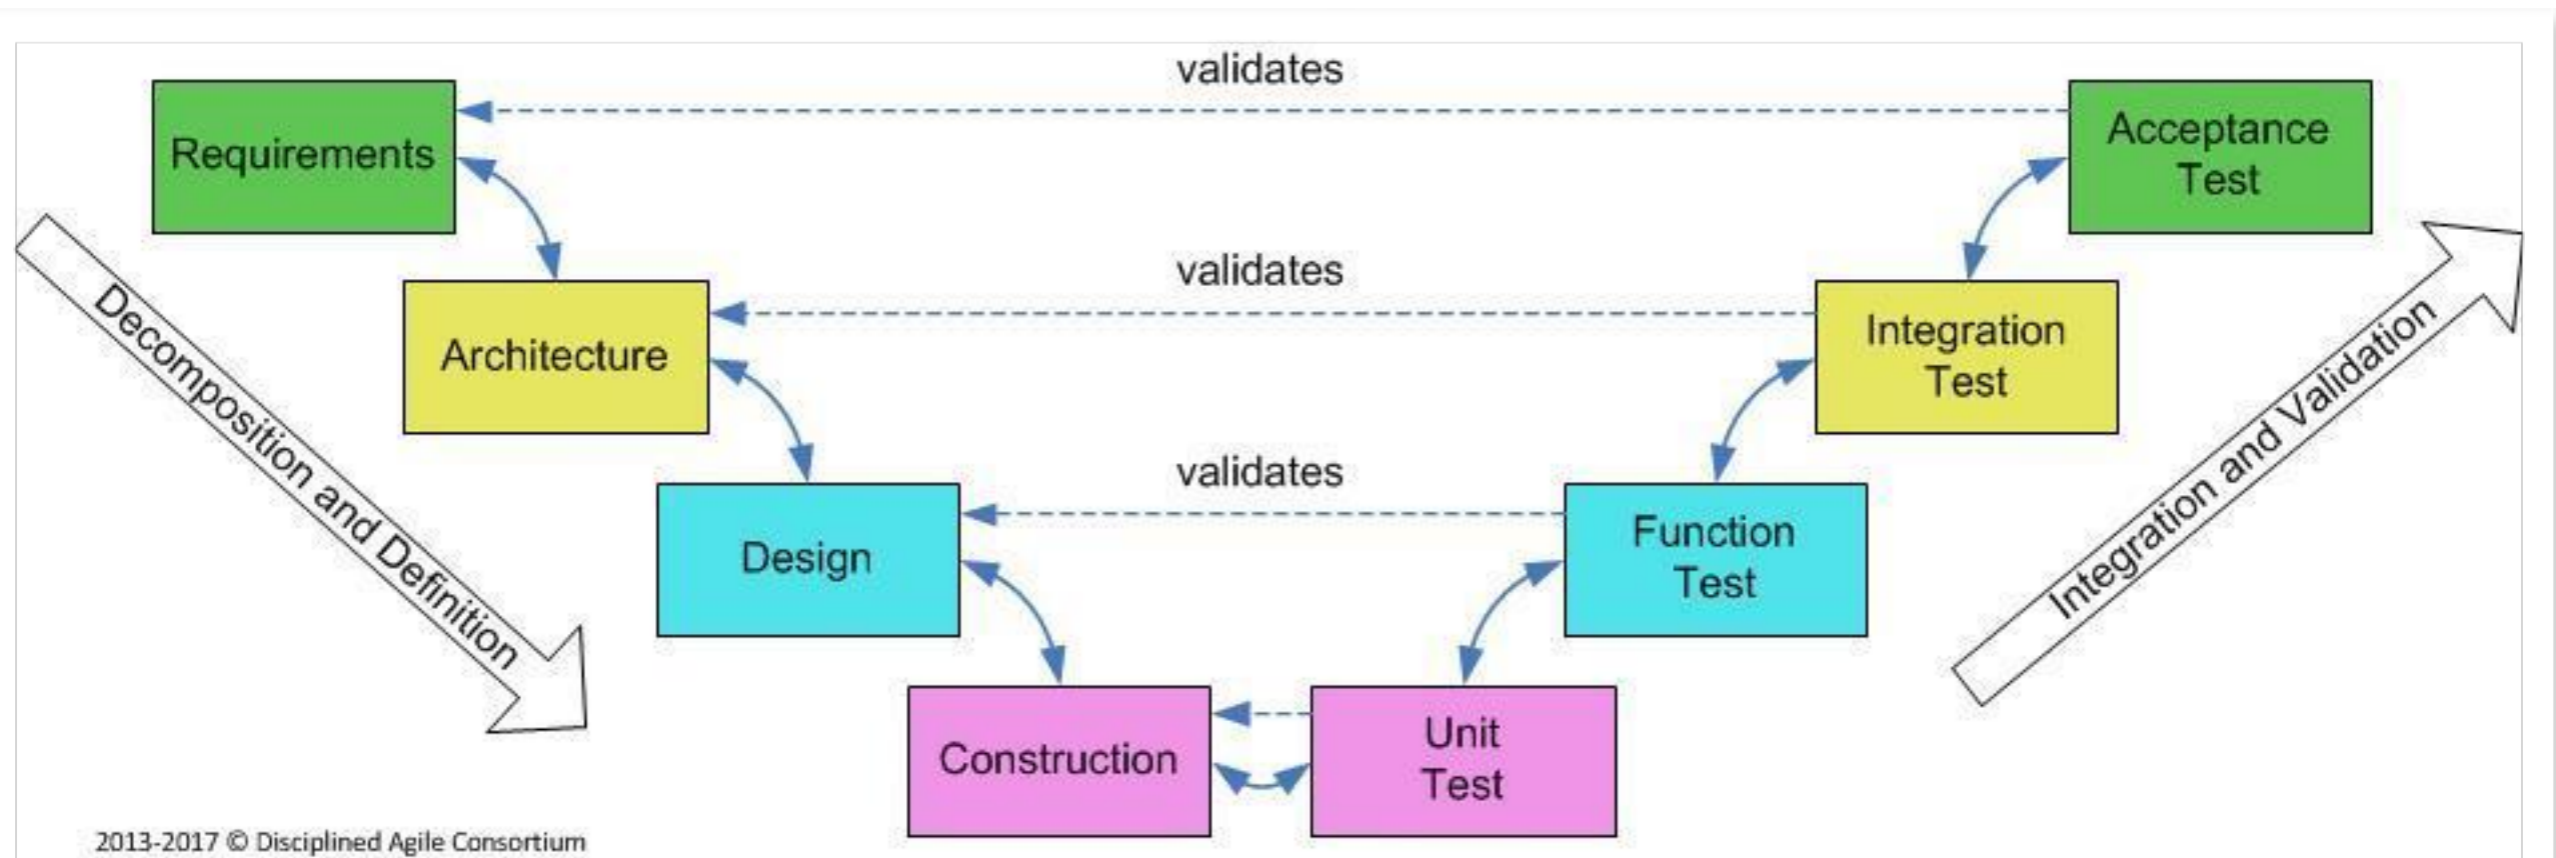 validates
Requirements
Acceptance
Test
validates
Architecture
Integration
Test
Decomposition and Definition
Integration and Validation
validates
Design
Function
Test
Construction
Unit
Test
2013-2017 © Disciplined Agile Consortium